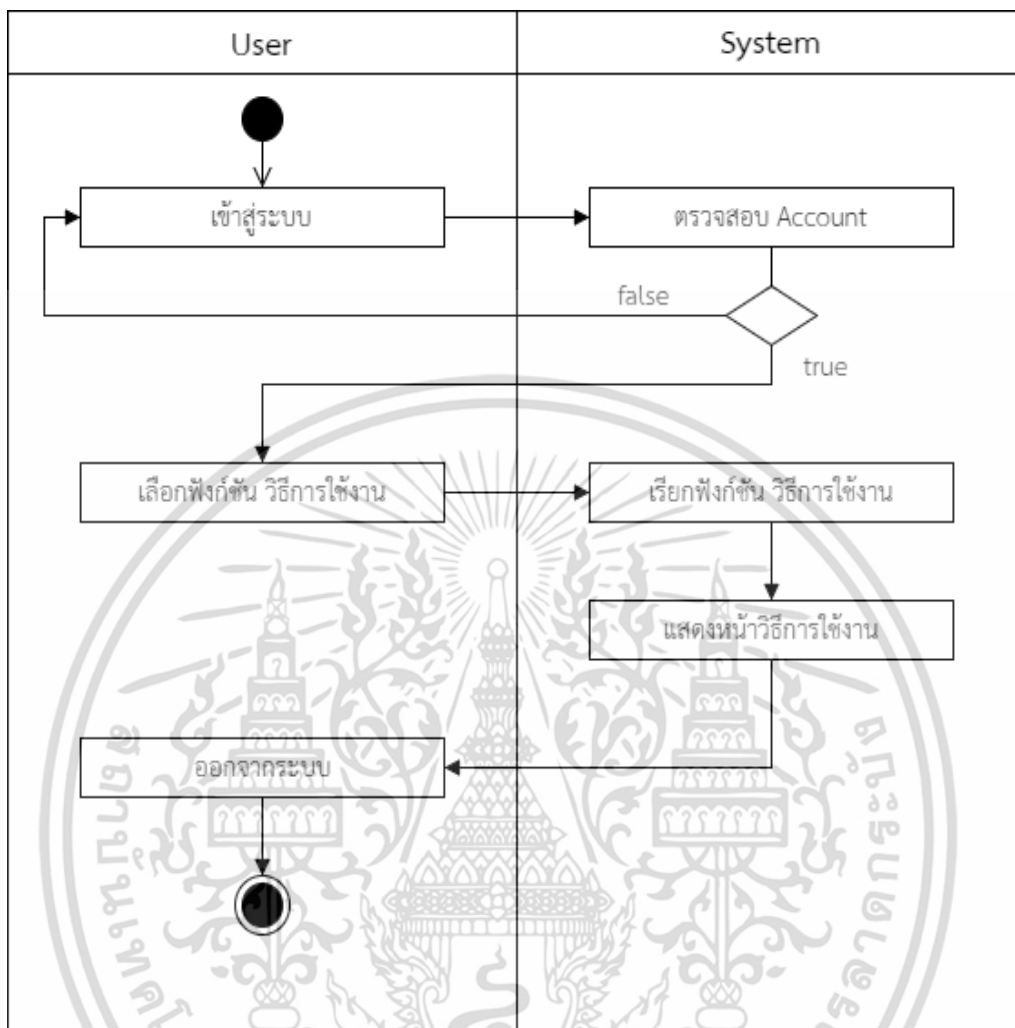 User
System
เข้าสู่ระบบ
ตรวจสอบ Account
false
true
เลือกฟังก์ชัน วิธีการใช้งาน
เรียกฟังก์ชัน วิธีการใช้งาน
แสดงหน้าวิธีการใช้งาน
ออกจากระบบ